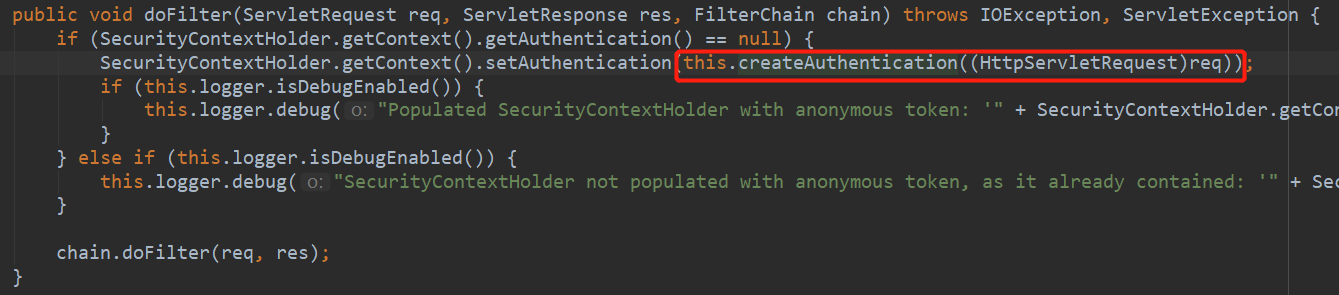 public void doFilter(ServletRequest req, ServletResponse res, FilterChain chain) throws IOException, ServletException {
if (SecurityContextHolder.getContext().getAuthentication() == null) {
SecurityContextHolder.getContext().setAuthentication(this.createAuthentication((HttpServletRequest)req));
if (this.logger.isDebugEnabled()) {
this.logger.debug( o: "Populated SecurityContextHolder with anonymous token: '" + SecurityContextHolder.getCon
}
} else if (this.logger.isDebugEnabled()) {
this.logger.debug( o: "SecurityContextHolder not populated with anonymous token, as it already contained: '" + Sec
}
chain.doFilter(req, res);
}